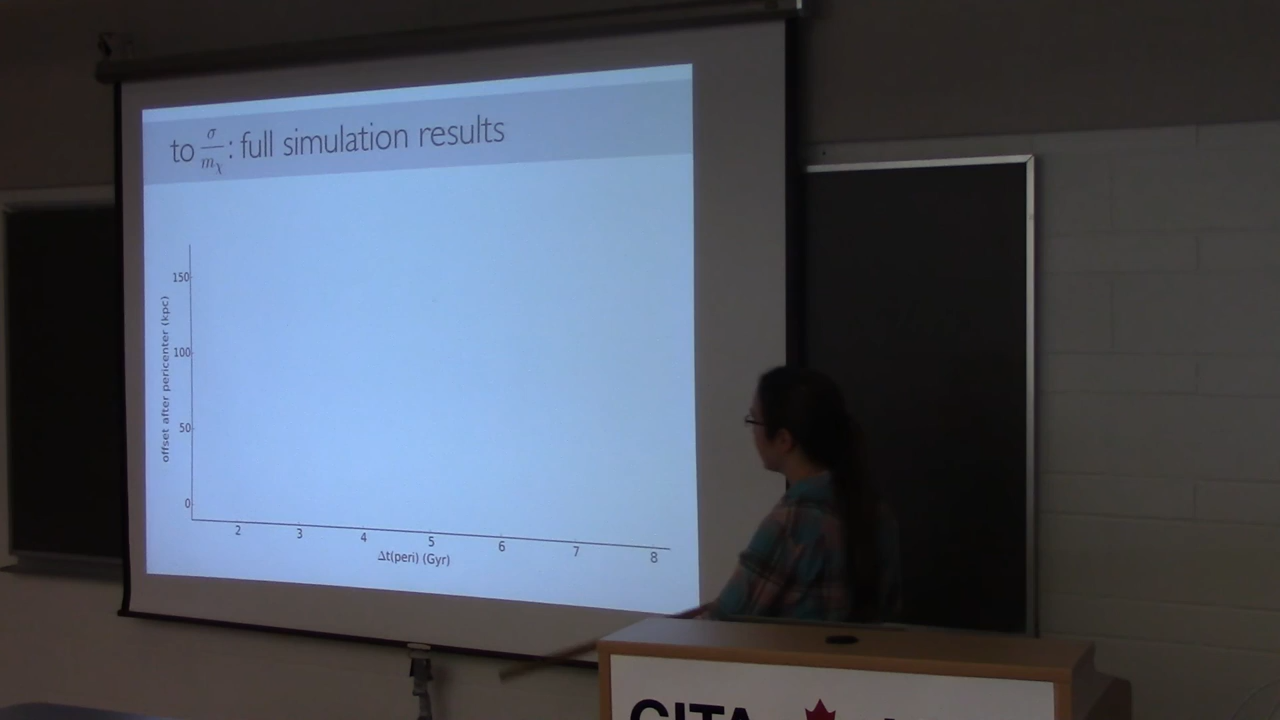 to σ/m_χ : full simulation results
150
100
50
0
offset after pericenter (kpc)
2 3 4 5 6 7 8
Δt(peri) (Gyr)
CITA